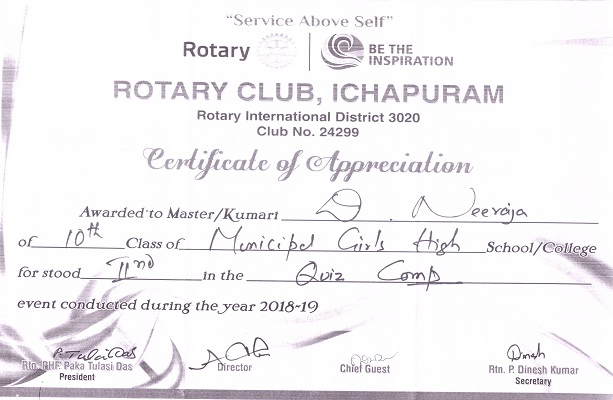 "Service Above Self"
Rotary BE THE
INSPIRATION
ROTARY CLUB, ICHAPURAM
Rotary International District 3020
Club No. 24299
Certificate of Appreciation
Awarded to Master/Kumari D. Neeraja
of 10th Class of Municipal Girls High School/College
for stood IInd in the Quiz Comp
event conducted during the year 2018-19
P. Tulasi Das Dinesh
Rtn. PHF. Paka Tulasi Das Director Chief Guest Rtn. P. Dinesh Kumar
President Secretary